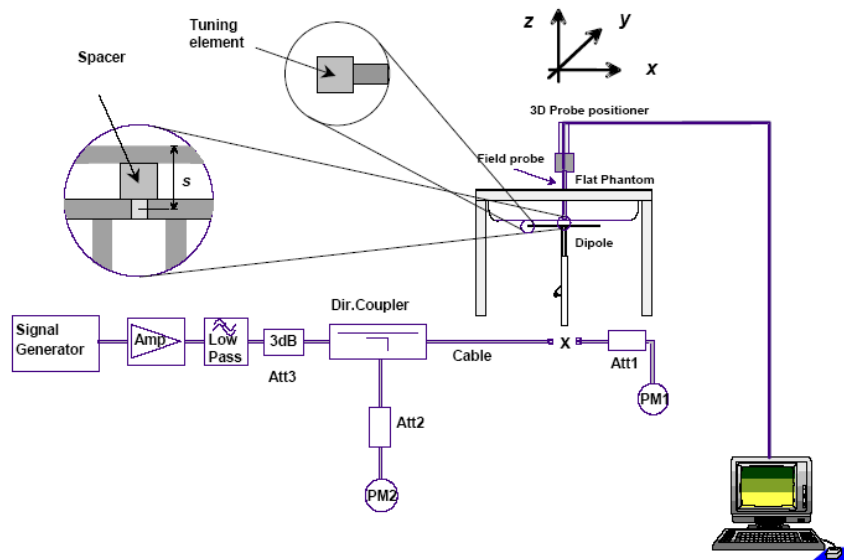 Tuning
element
Spacer
s
z
y
x
3D Probe positioner
Field probe
Flat Phantom
Dipole
Signal
Generator
Amp
Low
Pass
3dB
Att3
Dir.Coupler
Cable
x
Att1
PM1
Att2
PM2